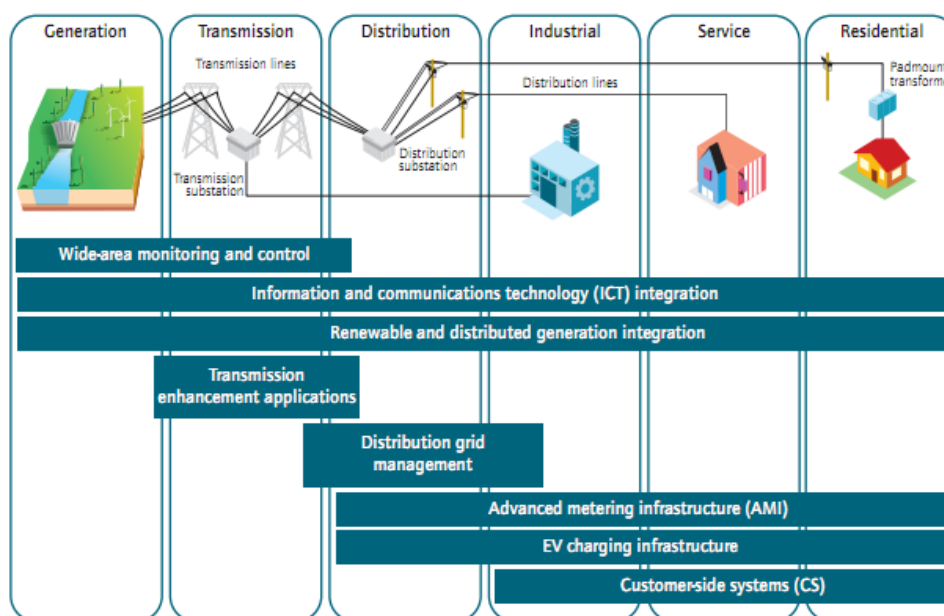 Generation
Transmission
Distribution
Industrial
Service
Residential
Transmission lines
Padmount
transforme
Distribution lines
Distribution
substation
Transmission
substation
Wide-area monitoring and control
Information and communications technology (ICT) integration
Renewable and distributed generation integration
Transmission
enhancement applications
Distribution grid
management
Advanced metering infrastructure (AMI)
EV charging infrastructure
Customer-side systems (CS)